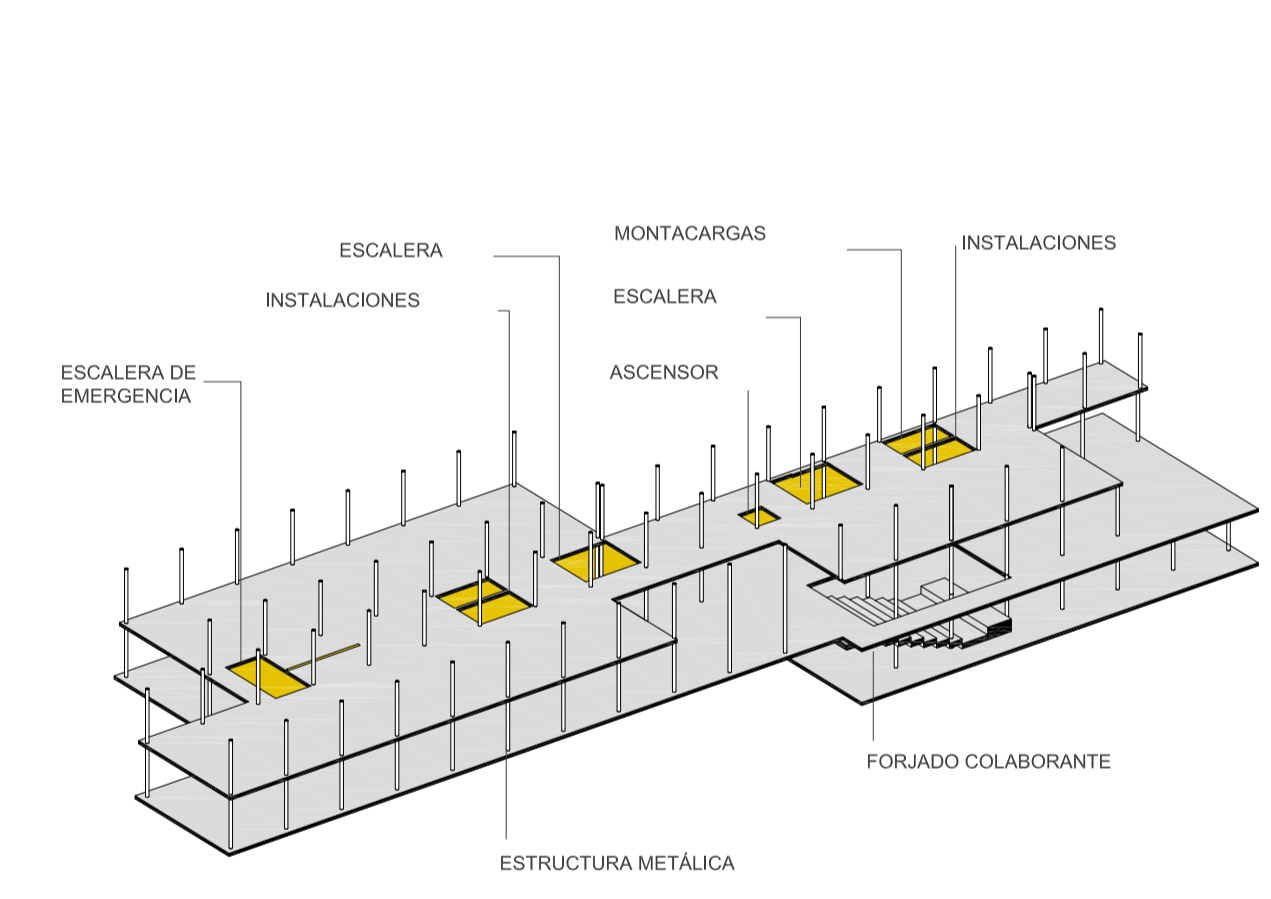 MONTACARGAS
INSTALACIONES
ESCALERA
INSTALACIONES
ESCALERA
ASCENSOR
ESCALERA DE
EMERGENCIA
FORJADO COLABORANTE
ESTRUCTURA METÁLICA